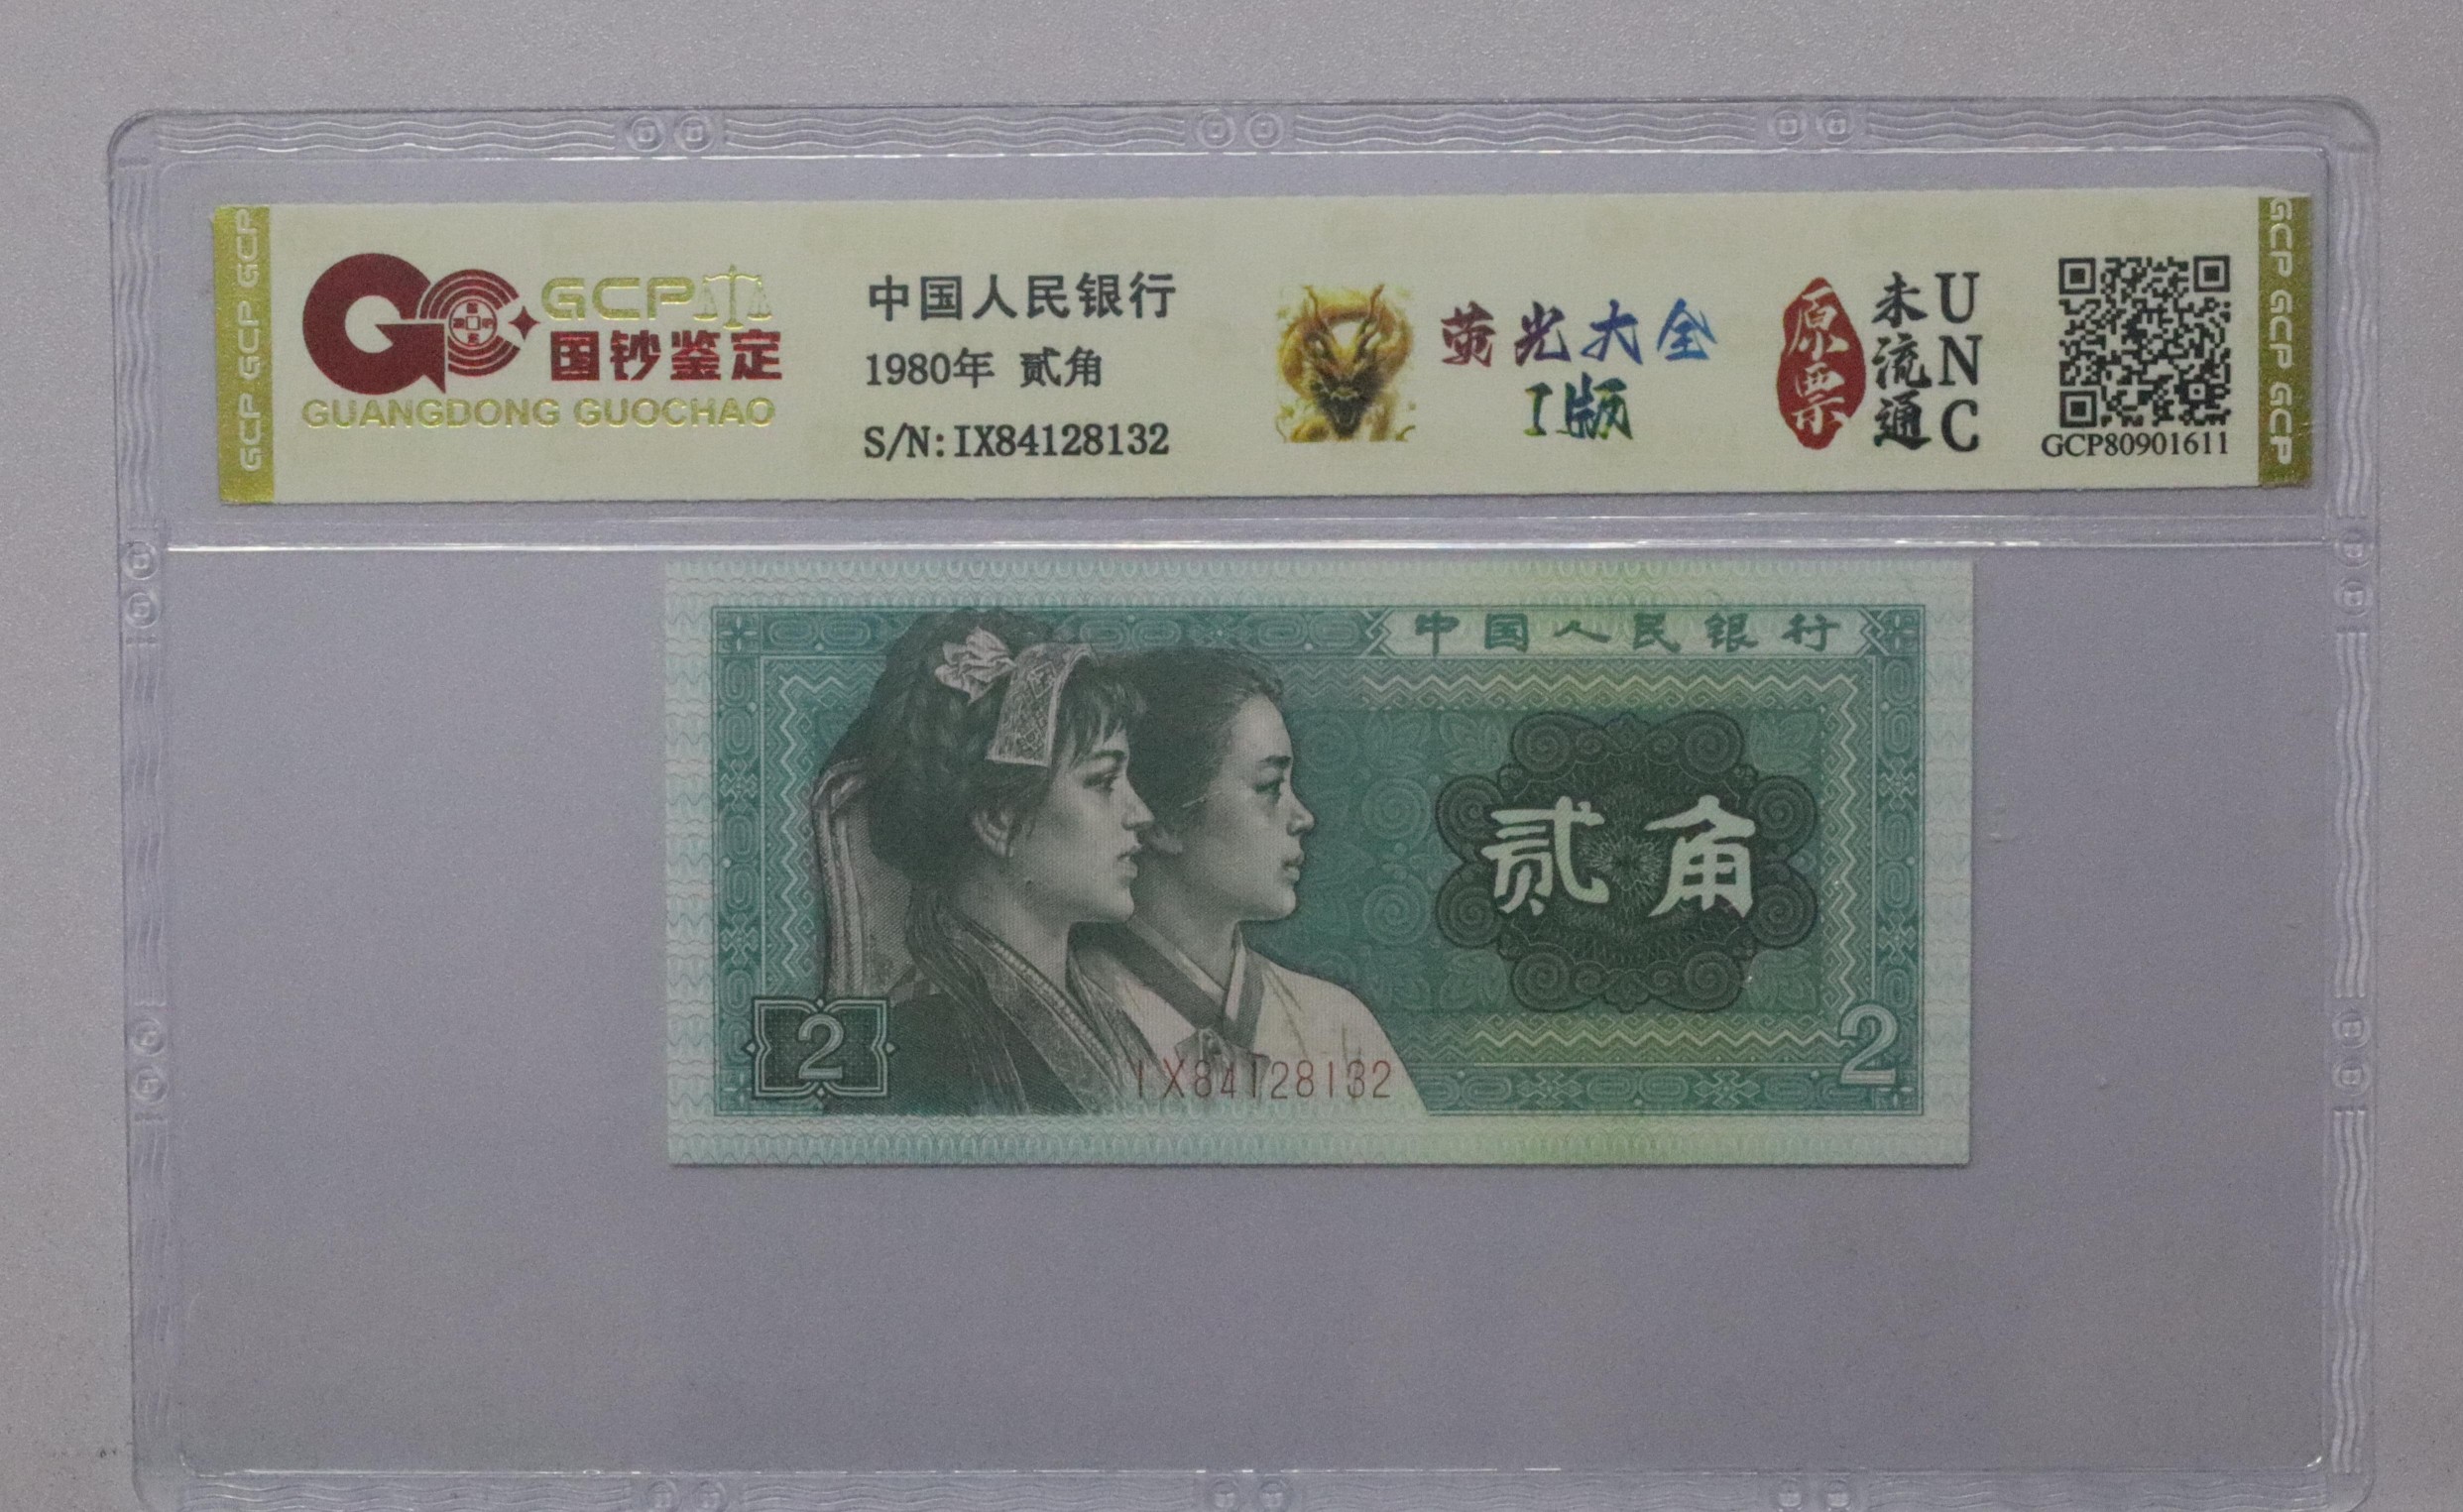 GCP GCP GCP
GCP
国钞鉴定
GUANGDONG GUOCHAO
中国人民银行
1980年 贰角
S/N:IX84128132
荧光大全
I版
原票
未流通
UNC
GCP80901611
GCP GCP GCP
中国人民银行
贰角
2
IX84128132
2